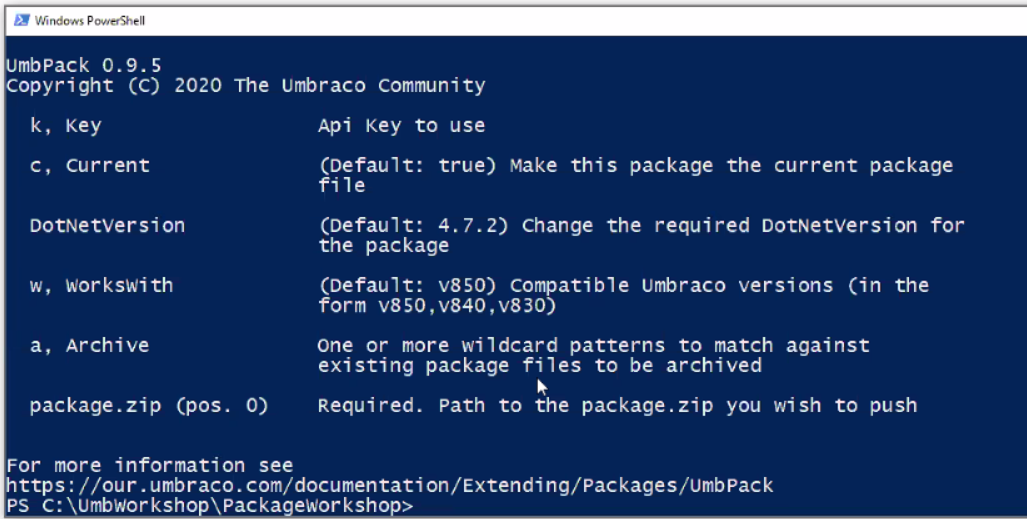 Windows PowerShell
UmbPack 0.9.5
Copyright (C) 2020 The Umbraco Community
k, Key Api Key to use
c, Current (Default: true) Make this package the current package
file
DotNetVersion (Default: 4.7.2) Change the required DotNetVersion for
the package
w, WorksWith (Default: v850) Compatible Umbraco versions (in the
form v850,v840,v830)
a, Archive One or more wildcard patterns to match against
existing package files to be archived
package.zip (pos. 0) Required. Path to the package.zip you wish to push
For more information see
https://our.umbraco.com/documentation/Extending/Packages/UmbPack
PS C:\UmbWorkshop\PackageWorkshop>